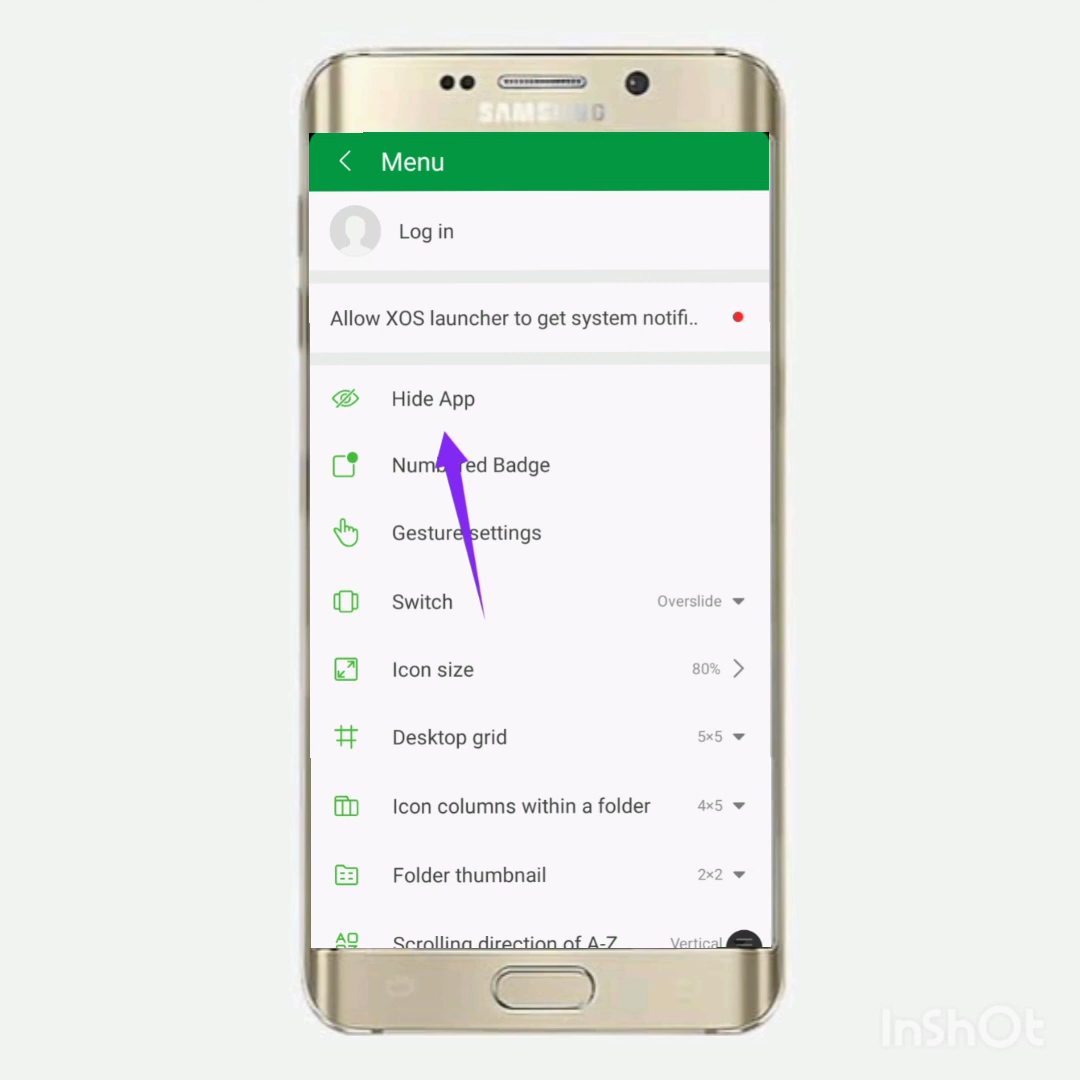 SAMSUNG
Menu
Log in
Allow XOS launcher to get system notifi..
Hide App
Numbered Badge
Gesture settings
Switch Overslide
Icon size 80%
Desktop grid 5×5
Icon columns within a folder 4×5
Folder thumbnail 2×2
Scrolling direction of A-Z Vertical
InShOt